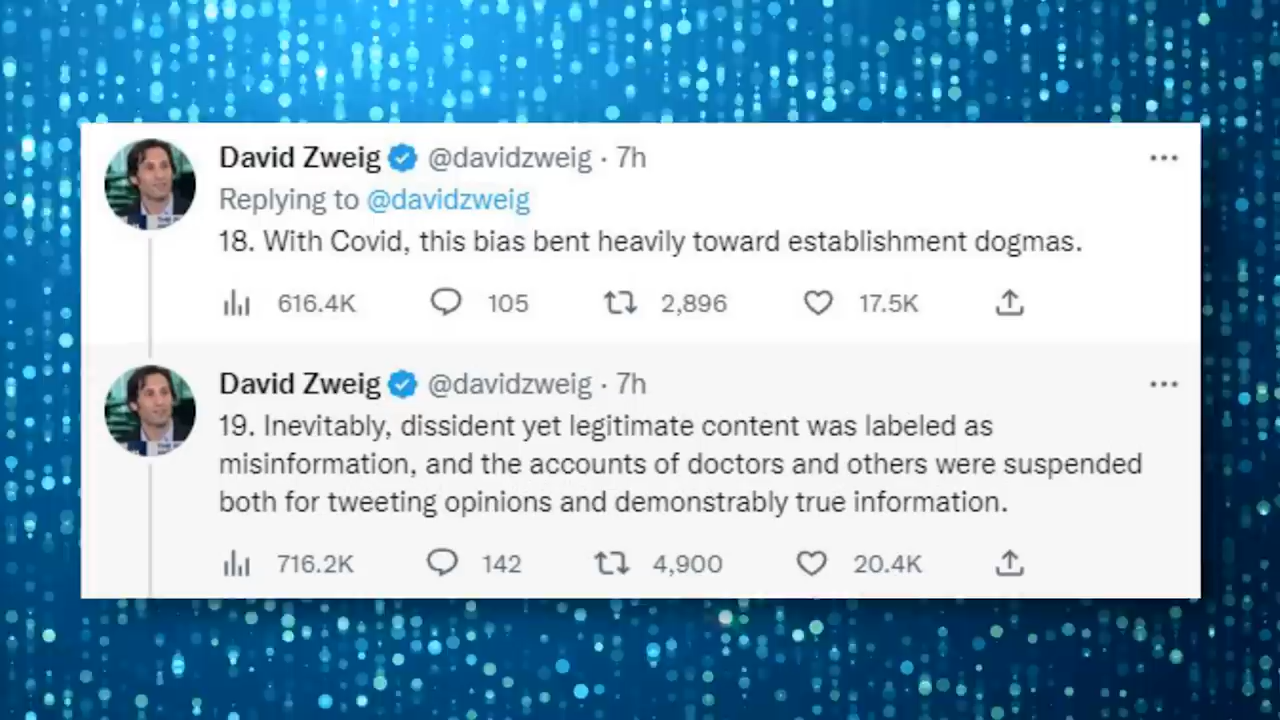 David Zweig @davidzweig · 7h
Replying to @davidzweig
18. With Covid, this bias bent heavily toward establishment dogmas.
616.4K 105 2,896 17.5K
David Zweig @davidzweig · 7h
19. Inevitably, dissident yet legitimate content was labeled as
misinformation, and the accounts of doctors and others were suspended
both for tweeting opinions and demonstrably true information.
716.2K 142 4,900 20.4K